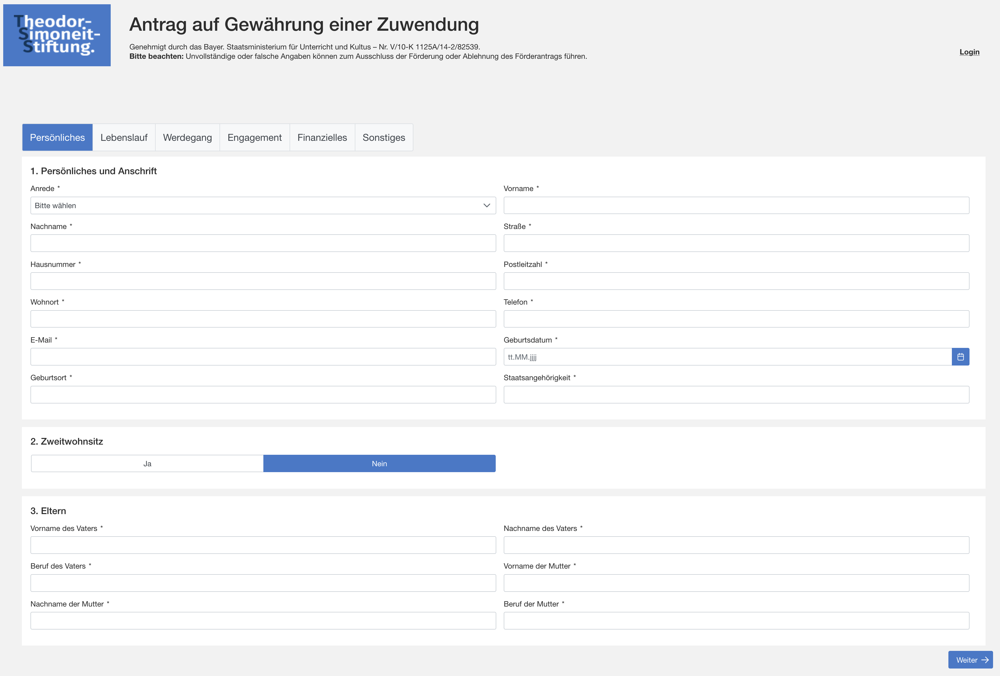 Theodor-
Simoneit-
Stiftung.
Antrag auf Gewährung einer Zuwendung
Genehmigt durch das Bayer. Staatsministerium für Unterricht und Kultus – Nr. V/10-K 1125A/14-2/82539.
Bitte beachten: Unvollständige oder falsche Angaben können zum Ausschluss der Förderung oder Ablehnung des Förderantrags führen.
Login
Persönliches Lebenslauf Werdegang Engagement Finanzielles Sonstiges
1. Persönliches und Anschrift
Anrede * Vorname *
Bitte wählen
Nachname * Straße *
Hausnummer * Postleitzahl *
Wohnort * Telefon *
E-Mail * Geburtsdatum *
tt.MM.jjjj
Geburtsort * Staatsangehörigkeit *
2. Zweitwohnsitz
Ja Nein
3. Eltern
Vorname des Vaters * Nachname des Vaters *
Beruf des Vaters * Vorname der Mutter *
Nachname der Mutter * Beruf der Mutter *
Weiter